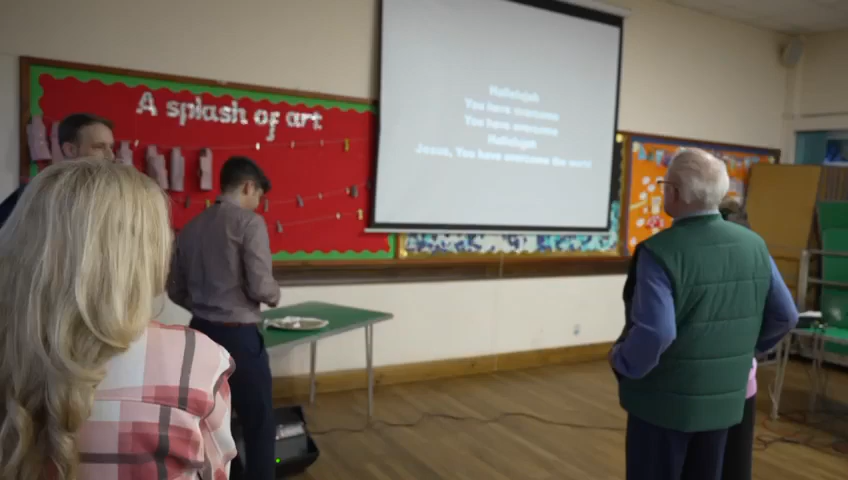 A splash of art
Hallelujah
You have overcome
You have overcome
Hallelujah
Jesus, You have overcome the world